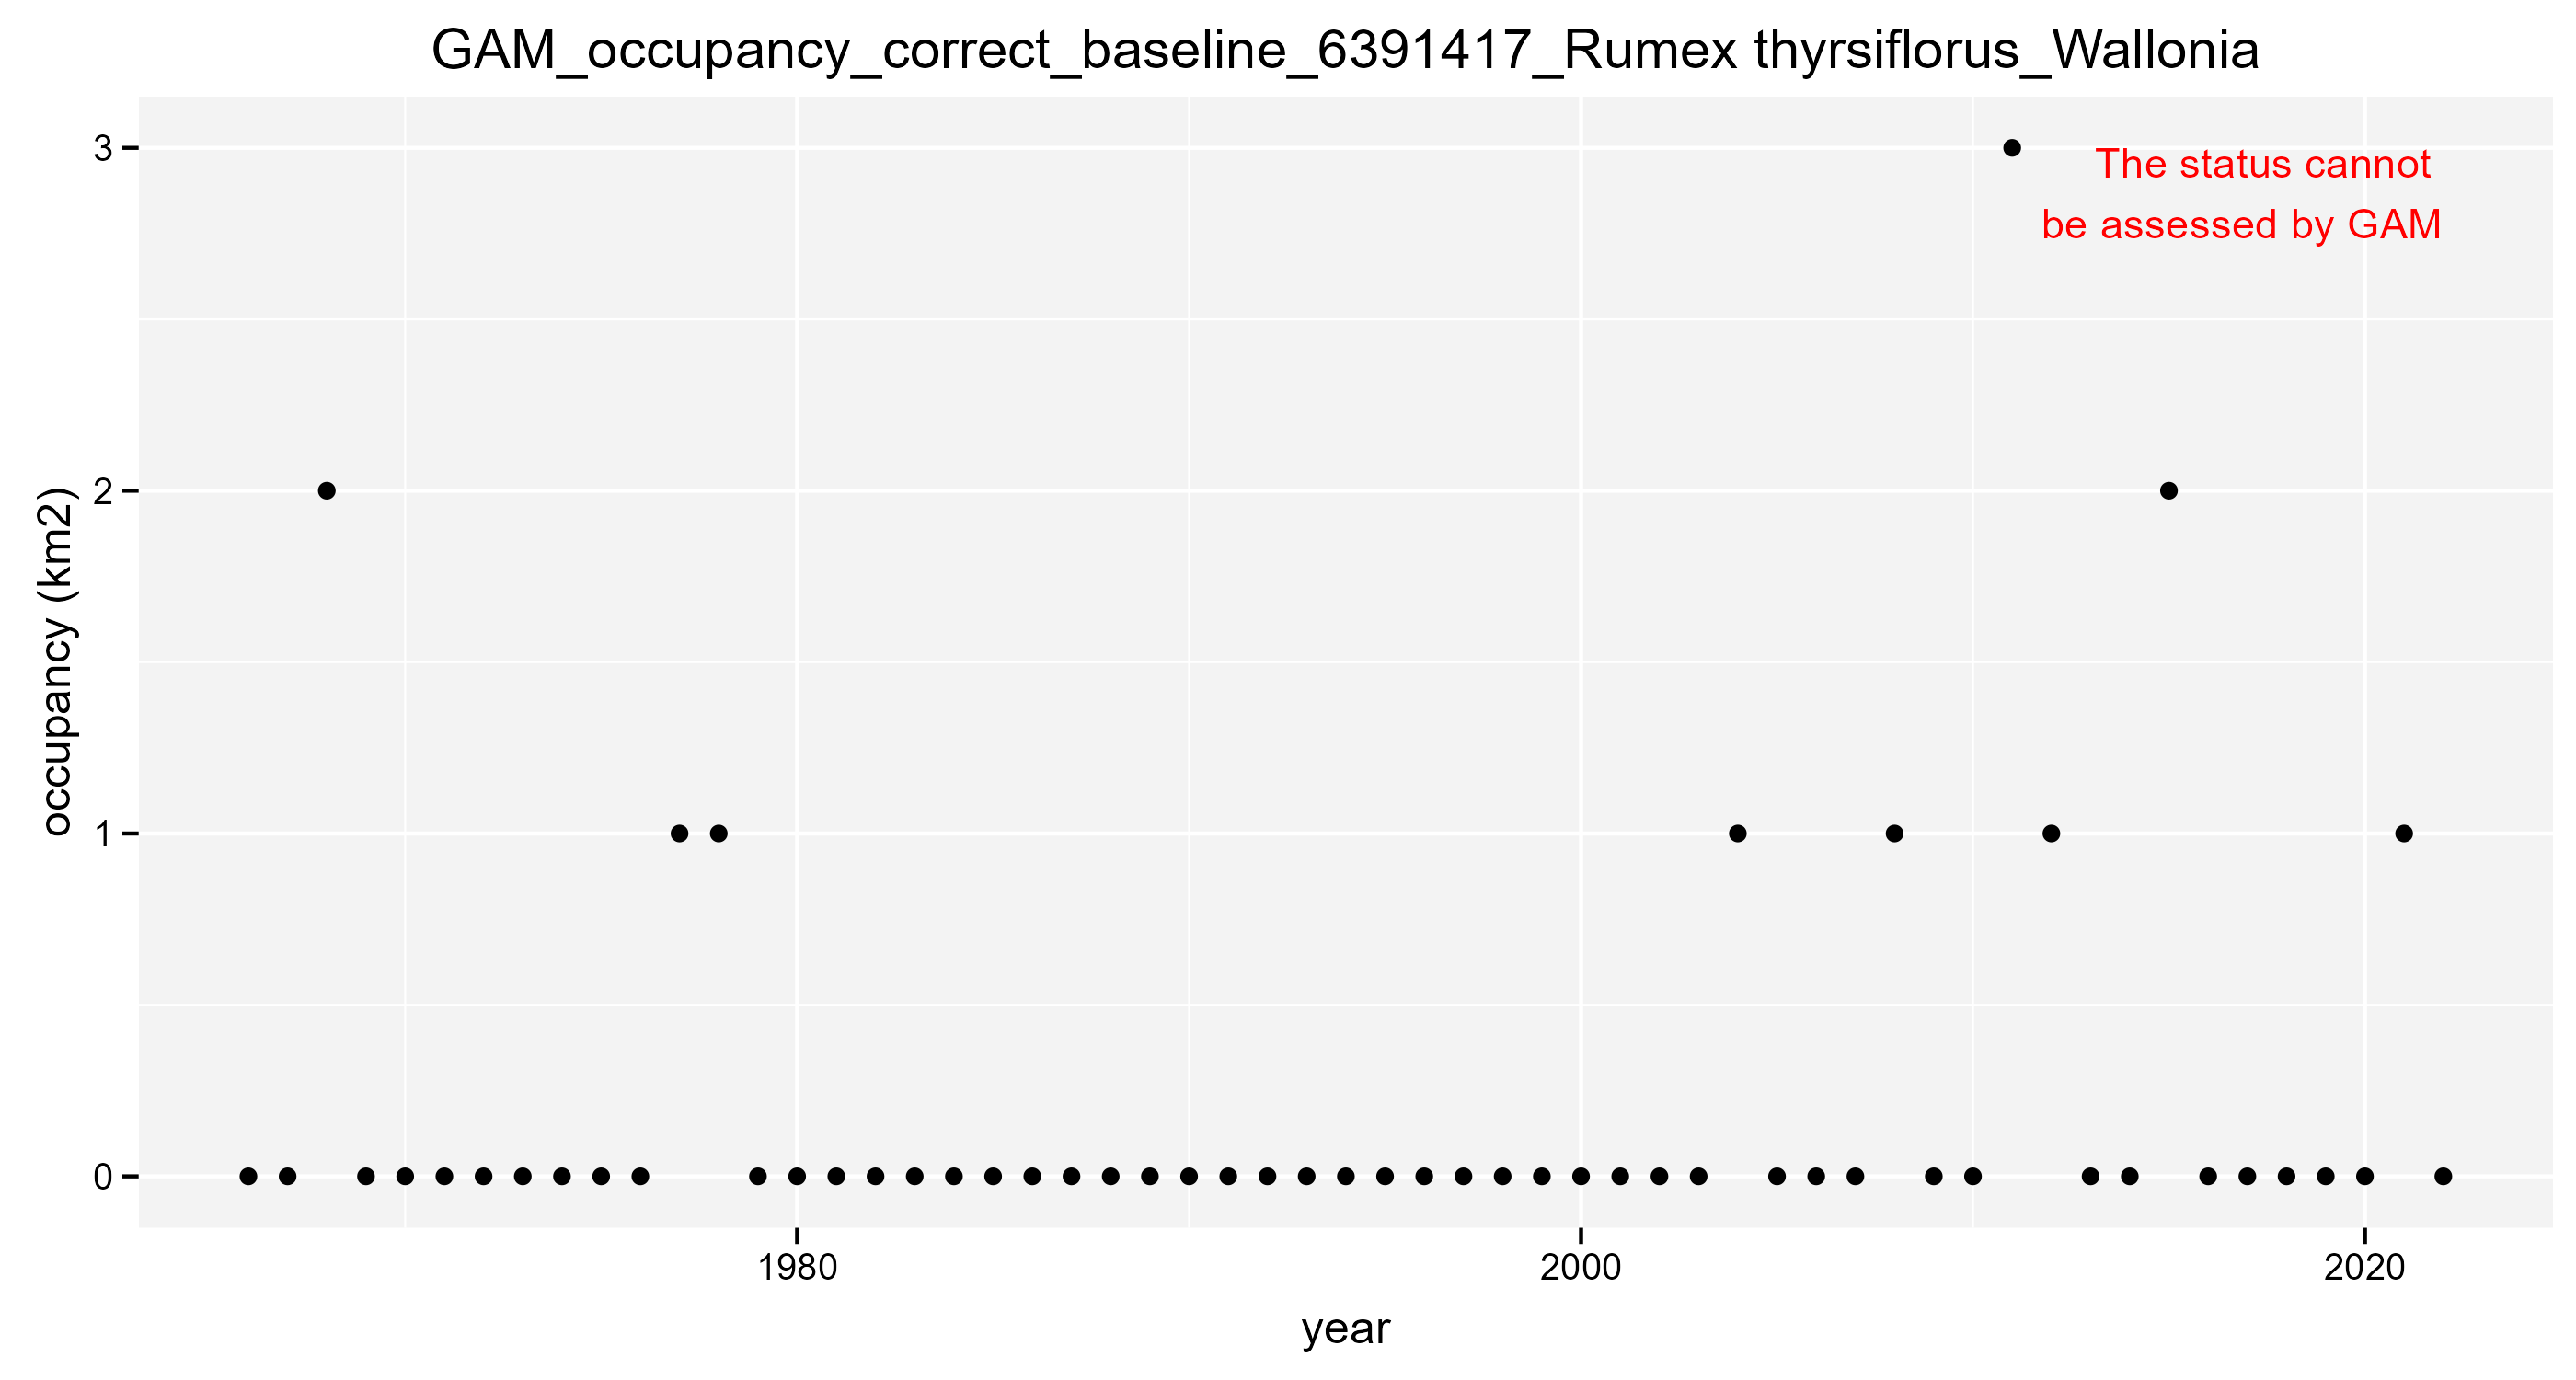 GAM_occupancy_correct_baseline_6391417_Rumex thyrsiflorus_Wallonia
3
The status cannot
be assessed by GAM
2
occupancy (km2)
1
0
1980
2000
2020
year